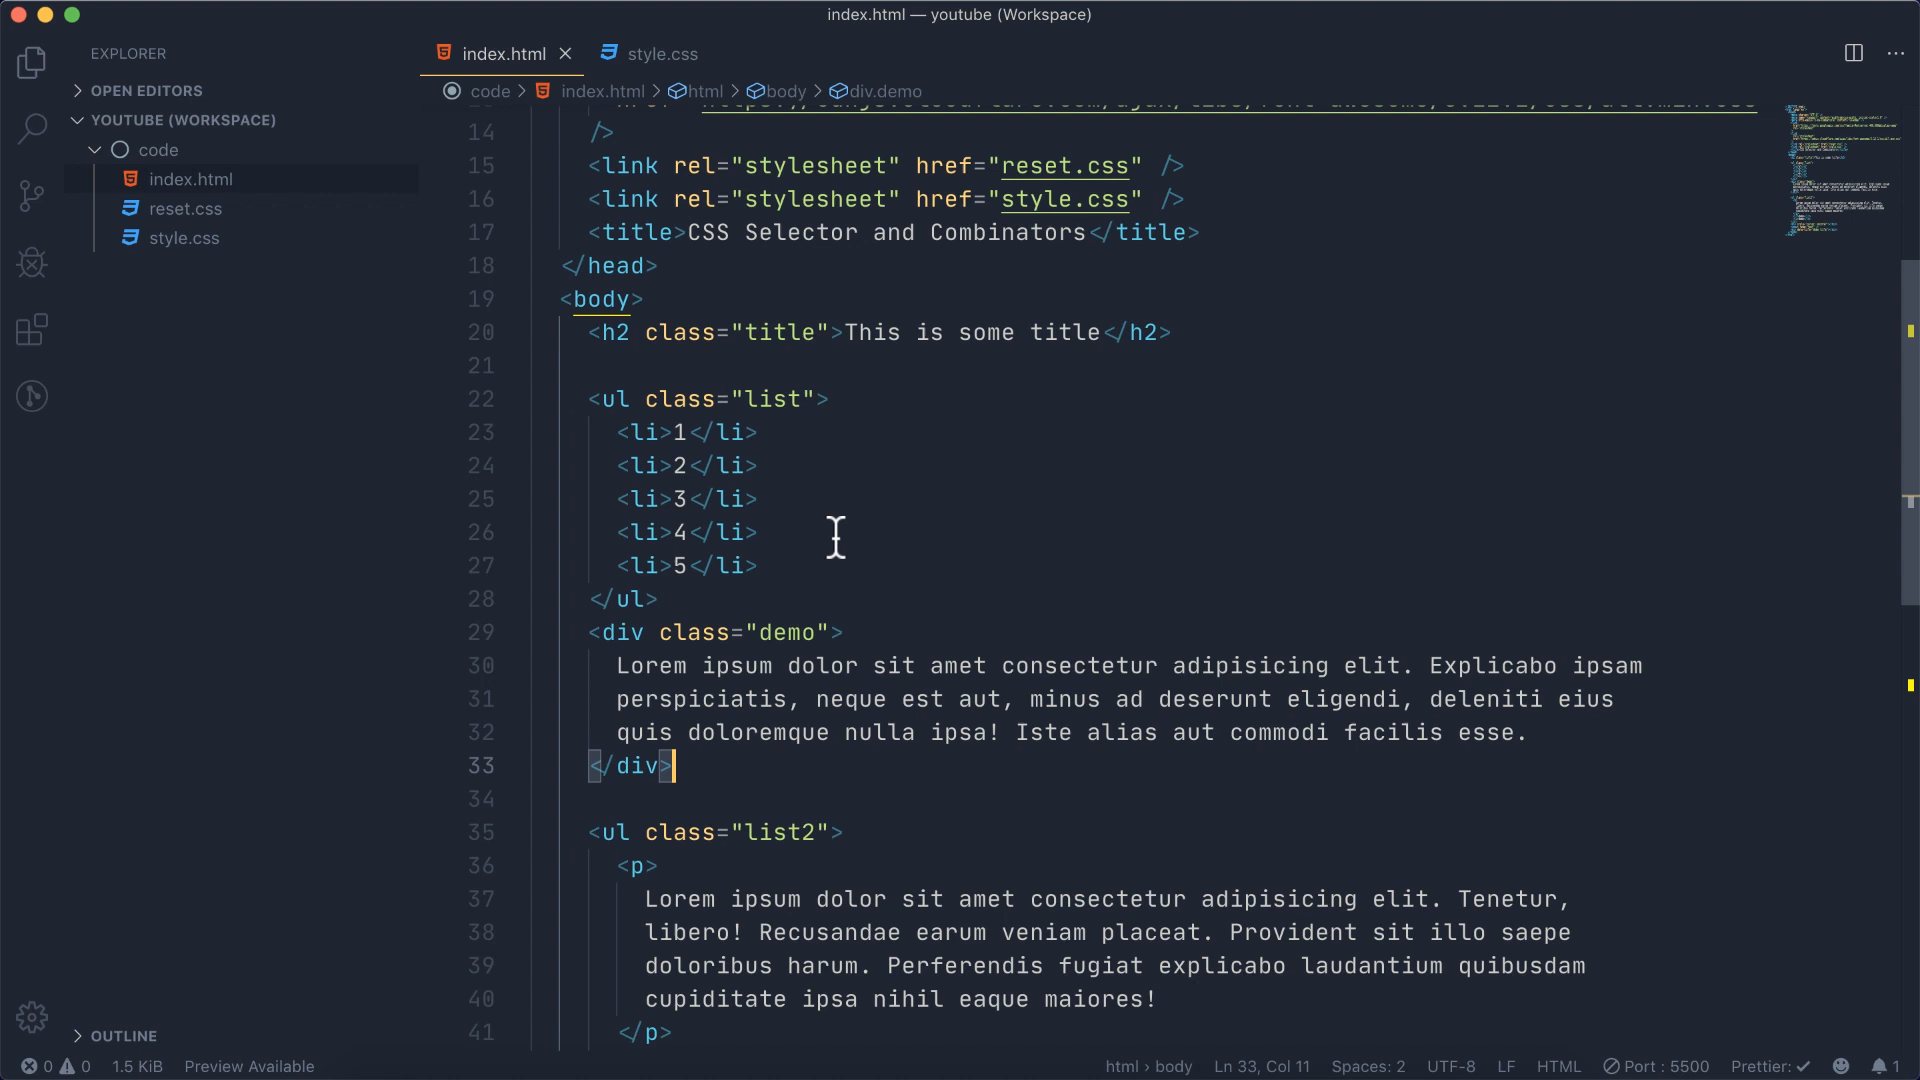 index.html — youtube (Workspace)
EXPLORER
OPEN EDITORS
YOUTUBE (WORKSPACE)
code
index.html
reset.css
style.css
OUTLINE
index.html
style.css
code > index.html > html > body > div.demo
14 />
15 <link rel="stylesheet" href="reset.css" />
16 <link rel="stylesheet" href="style.css" />
17 <title>CSS Selector and Combinators</title>
18 </head>
19 <body>
20 <h2 class="title">This is some title</h2>
21
22 <ul class="list">
23 <li>1</li>
24 <li>2</li>
25 <li>3</li>
26 <li>4</li>
27 <li>5</li>
28 </ul>
29 <div class="demo">
30 Lorem ipsum dolor sit amet consectetur adipisicing elit. Explicabo ipsam
31 perspiciatis, neque est aut, minus ad deserunt eligendi, deleniti eius
32 quis doloremque nulla ipsa! Iste alias aut commodi facilis esse.
33 </div>
34
35 <ul class="list2">
36 <p>
37 Lorem ipsum dolor sit amet consectetur adipisicing elit. Tenetur,
38 libero! Recusandae earum veniam placeat. Provident sit illo saepe
39 doloribus harum. Perferendis fugiat explicabo laudantium quibusdam
40 cupiditate ipsa nihil eaque maiores!
41 </p>
0 0 1.5 KiB Preview Available html › body Ln 33, Col 11 Spaces: 2 UTF-8 LF HTML Port : 5500 Prettier: 1